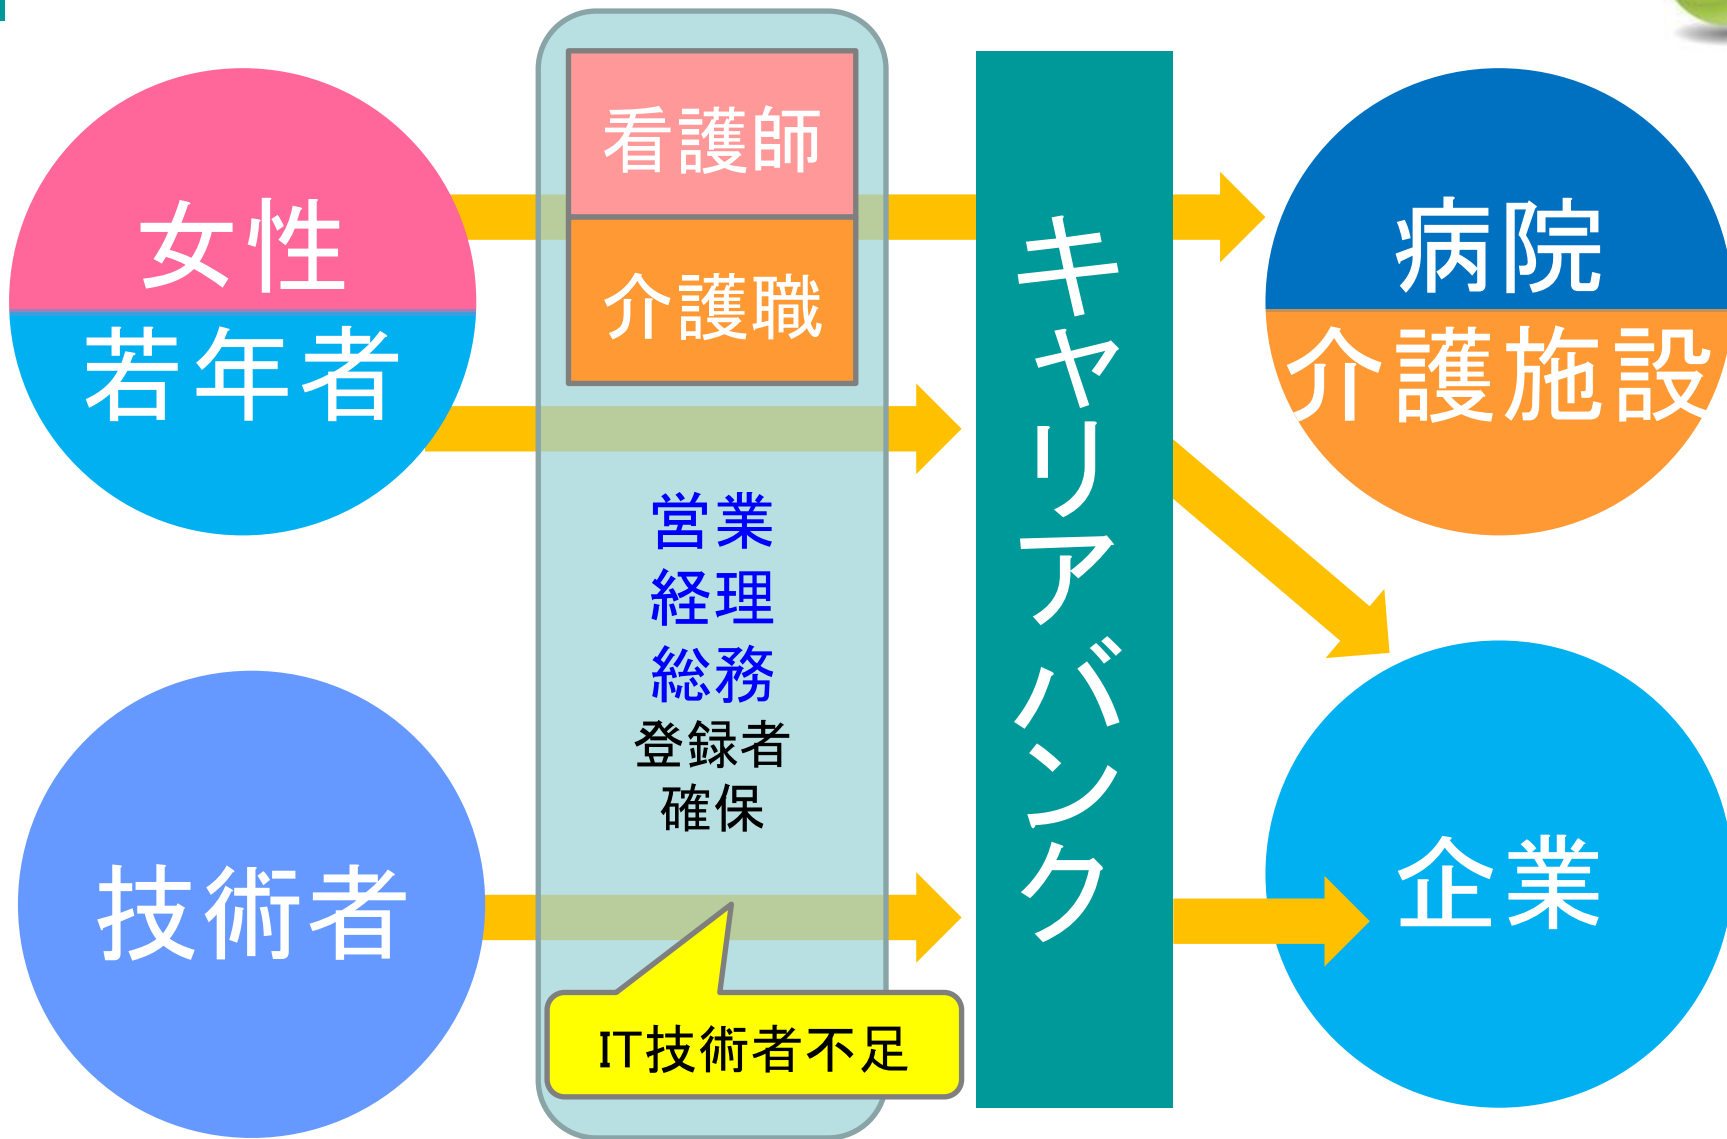 女性
若年者
技術者
看護師
介護職
営業
経理
総務
登録者
確保
IT技術者不足
キャリアバンク
病院
介護施設
企業